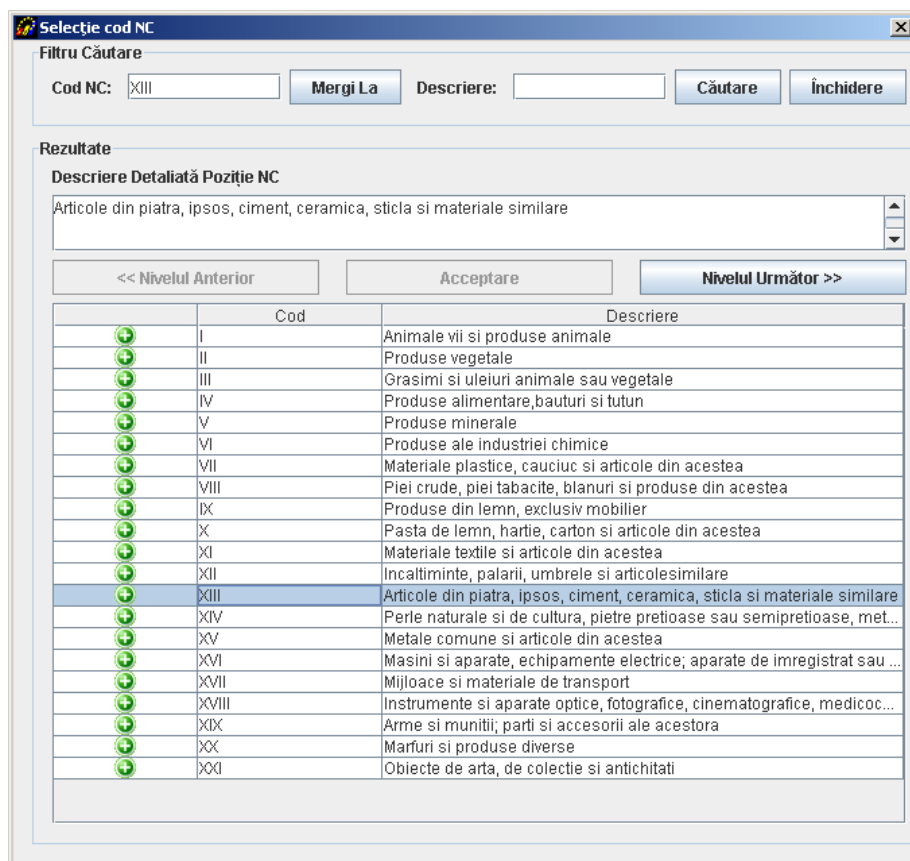 Selecţie cod NC
Filtru Căutare
Cod NC: XIII Mergi La Descriere: Căutare Închidere
Rezultate
Descriere Detaliată Poziţie NC
Articole din piatra, ipsos, ciment, ceramica, sticla si materiale similare
<< Nivelul Anterior Acceptare Nivelul Următor >>
Cod Descriere
I Animale vii si produse animale
II Produse vegetale
III Grasimi si uleiuri animale sau vegetale
IV Produse alimentare,bauturi si tutun
V Produse minerale
VI Produse ale industriei chimice
VII Materiale plastice, cauciuc si articole din acestea
VIII Piei crude, piei tabacite, blanuri si produse din acestea
IX Produse din lemn, exclusiv mobilier
X Pasta de lemn, hartie, carton si articole din acestea
XI Materiale textile si articole din acestea
XII Incaltiminte, palarii, umbrele si articolesimilare
XIII Articole din piatra, ipsos, ciment, ceramica, sticla si materiale similare
XIV Perle naturale si de cultura, pietre pretioase sau semipretioase, met...
XV Metale comune si articole din acestea
XVI Masini si aparate, echipamente electrice; aparate de imregistrat sau ...
XVII Mijloace si materiale de transport
XVIII Instrumente si aparate optice, fotografice, cinematografice, medicoc...
XIX Arme si munitii; parti si accesorii ale acestora
XX Marfuri si produse diverse
XXI Obiecte de arta, de colectie si antichitati